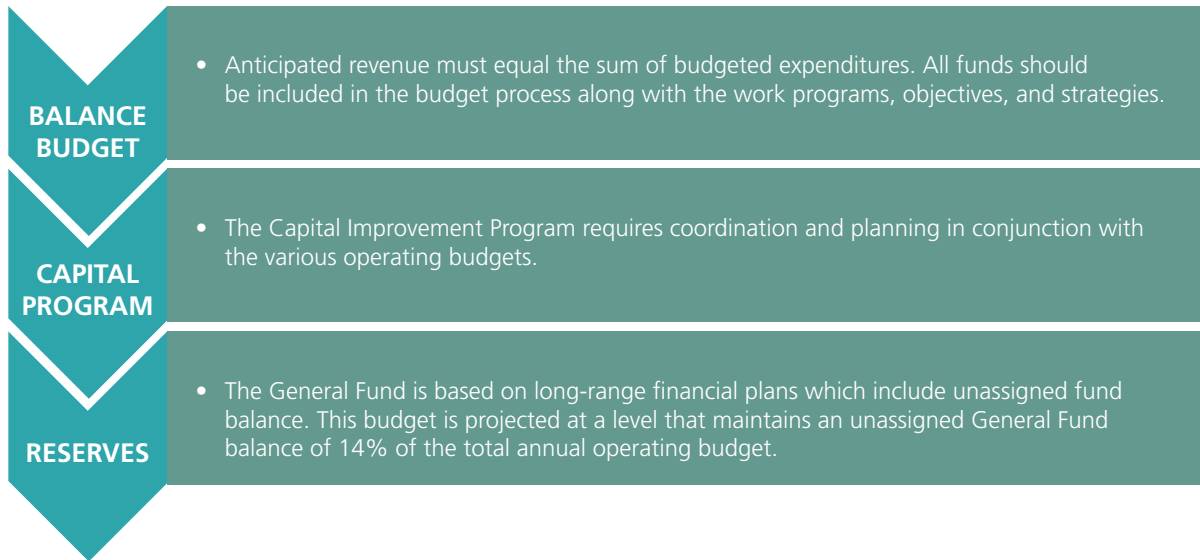 BALANCE
BUDGET
• Anticipated revenue must equal the sum of budgeted expenditures. All funds should
be included in the budget process along with the work programs, objectives, and strategies.
CAPITAL
PROGRAM
• The Capital Improvement Program requires coordination and planning in conjunction with
the various operating budgets.
RESERVES
• The General Fund is based on long-range financial plans which include unassigned fund
balance. This budget is projected at a level that maintains an unassigned General Fund
balance of 14% of the total annual operating budget.